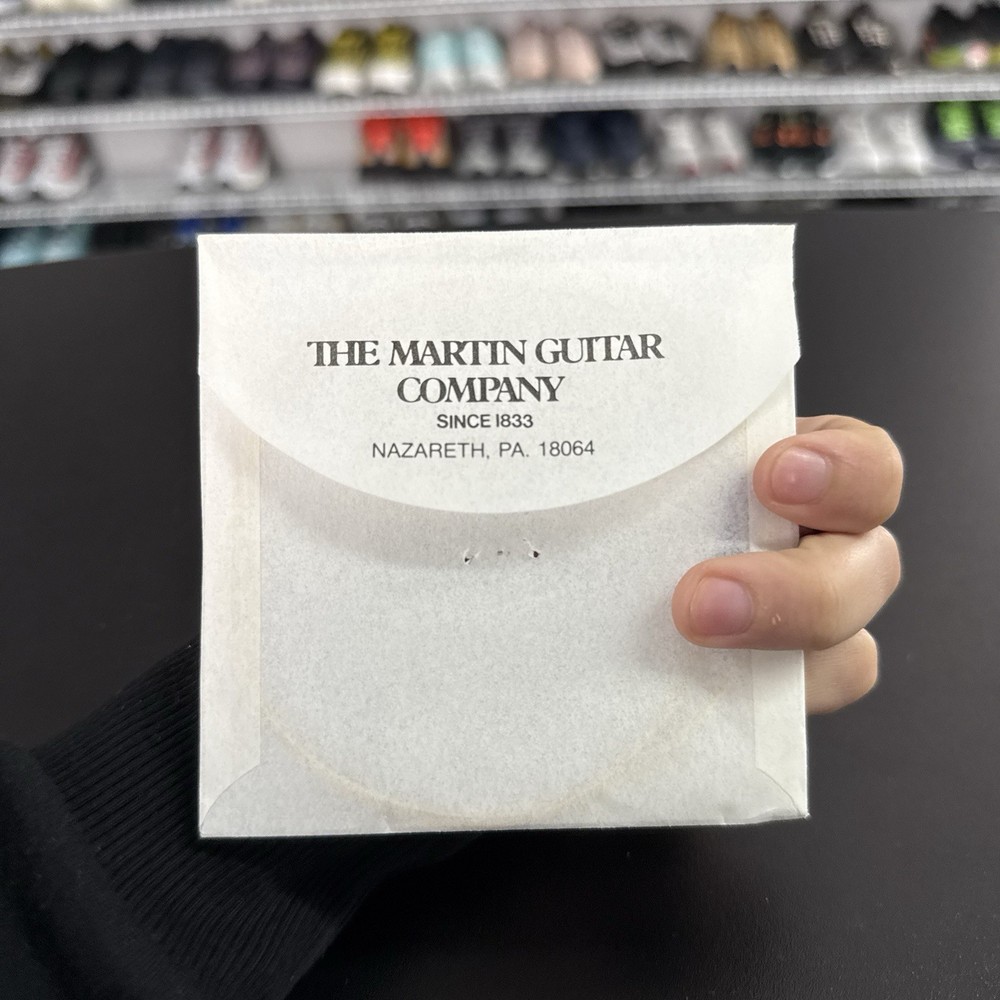 THE MARTIN GUITAR
COMPANY
SINCE 1833
NAZARETH, PA. 18064